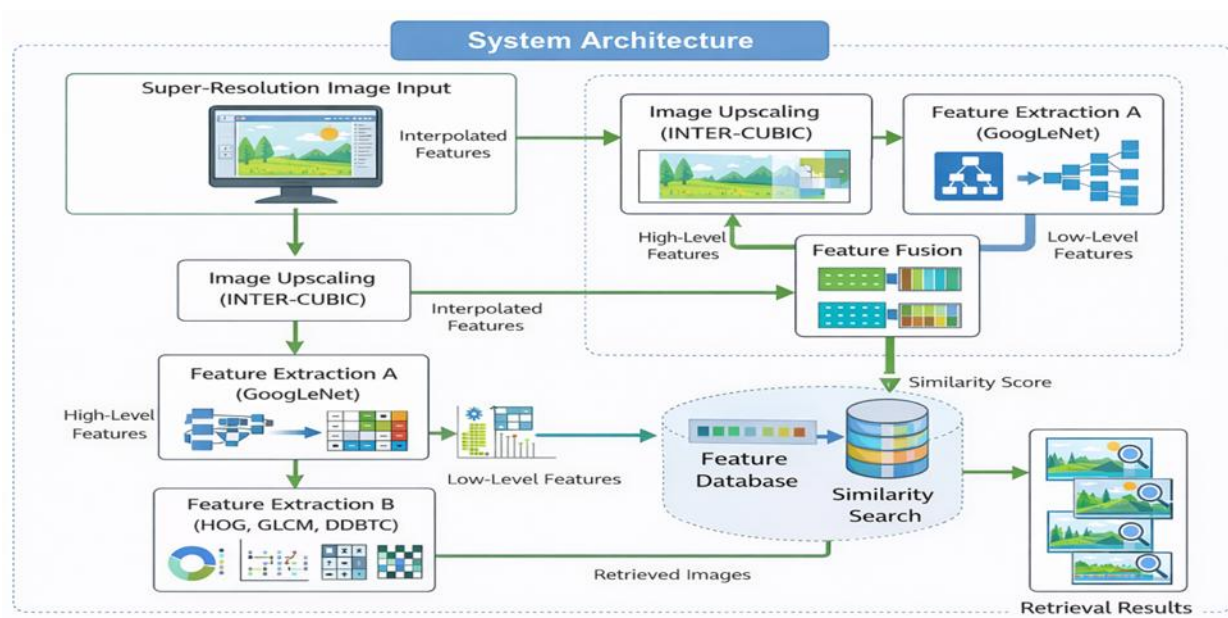 System Architecture
Super-Resolution Image Input
Interpolated
Features
Image Upscaling
(INTER-CUBIC)
Feature Extraction A
(GoogLeNet)
High-Level
Features
Feature Fusion
Low-Level
Features
Image Upscaling
(INTER-CUBIC)
Interpolated
Features
Feature Extraction A
(GoogLeNet)
High-Level
Features
Low-Level Features
Similarity Score
Feature
Database
Similarity
Search
Feature Extraction B
(HOG, GLCM, DDBTC)
Retrieved Images
Retrieval Results